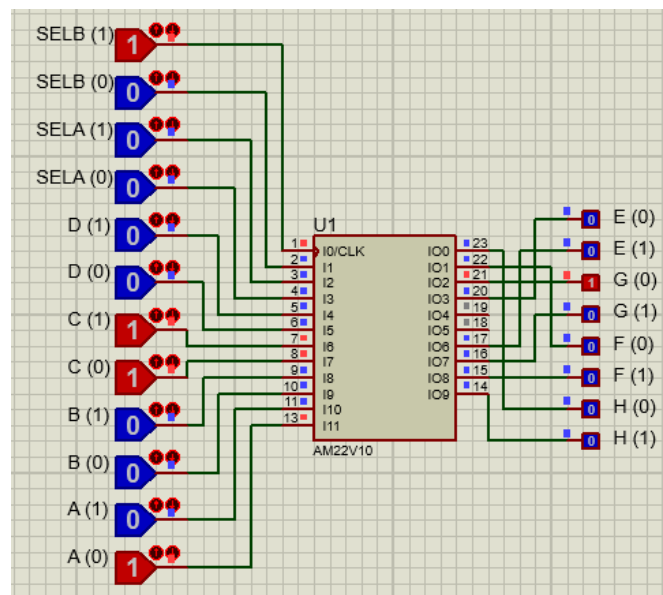 SELB (1) 1
SELB (0) 0
SELA (1) 0
SELA (0) 0
D (1) 0
D (0) 0
C (1) 1
C (0) 1
B (1) 0
B (0) 0
A (1) 0
A (0) 1
U1
1 I0/CLK IO0 23
2 I1 IO1 22
3 I2 IO2 21
4 I3 IO3 20
5 I4 IO4 19
6 I5 IO5 18
7 I6 IO6 17
8 I7 IO7 16
9 I8 IO8 15
10 I9 IO9 14
11 I10
13 I11
AM22V10
0 E (0)
0 E (1)
1 G (0)
0 G (1)
0 F (0)
0 F (1)
0 H (0)
0 H (1)